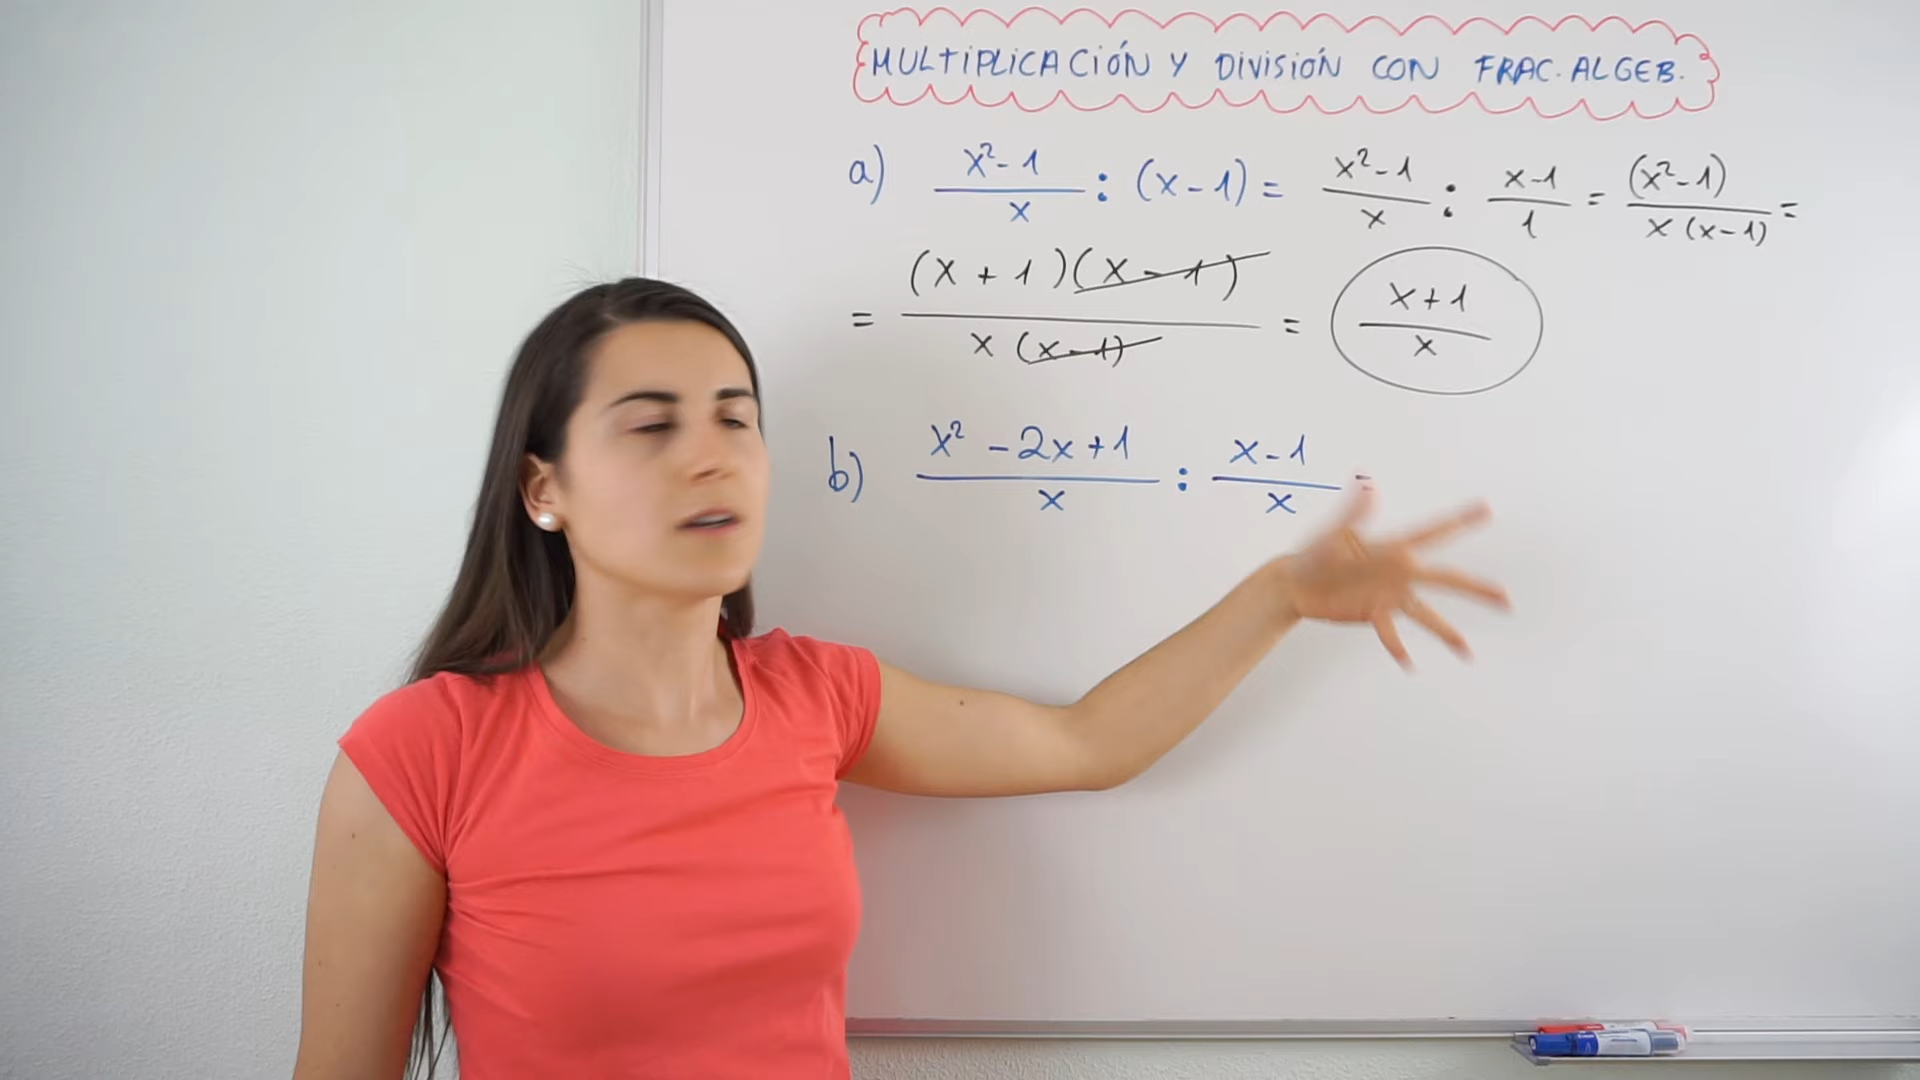 MULTIPLICACIÓN Y DIVISIÓN CON FRAC. ALGEB.
a) (x²-1)/x : (x-1) = (x²-1)/x : (x-1)/1 = (x²-1)/(x(x-1)) =
= ((x+1)(x-1))/(x(x-1)) = (x+1)/x
b) (x²-2x+1)/x : (x-1)/x =